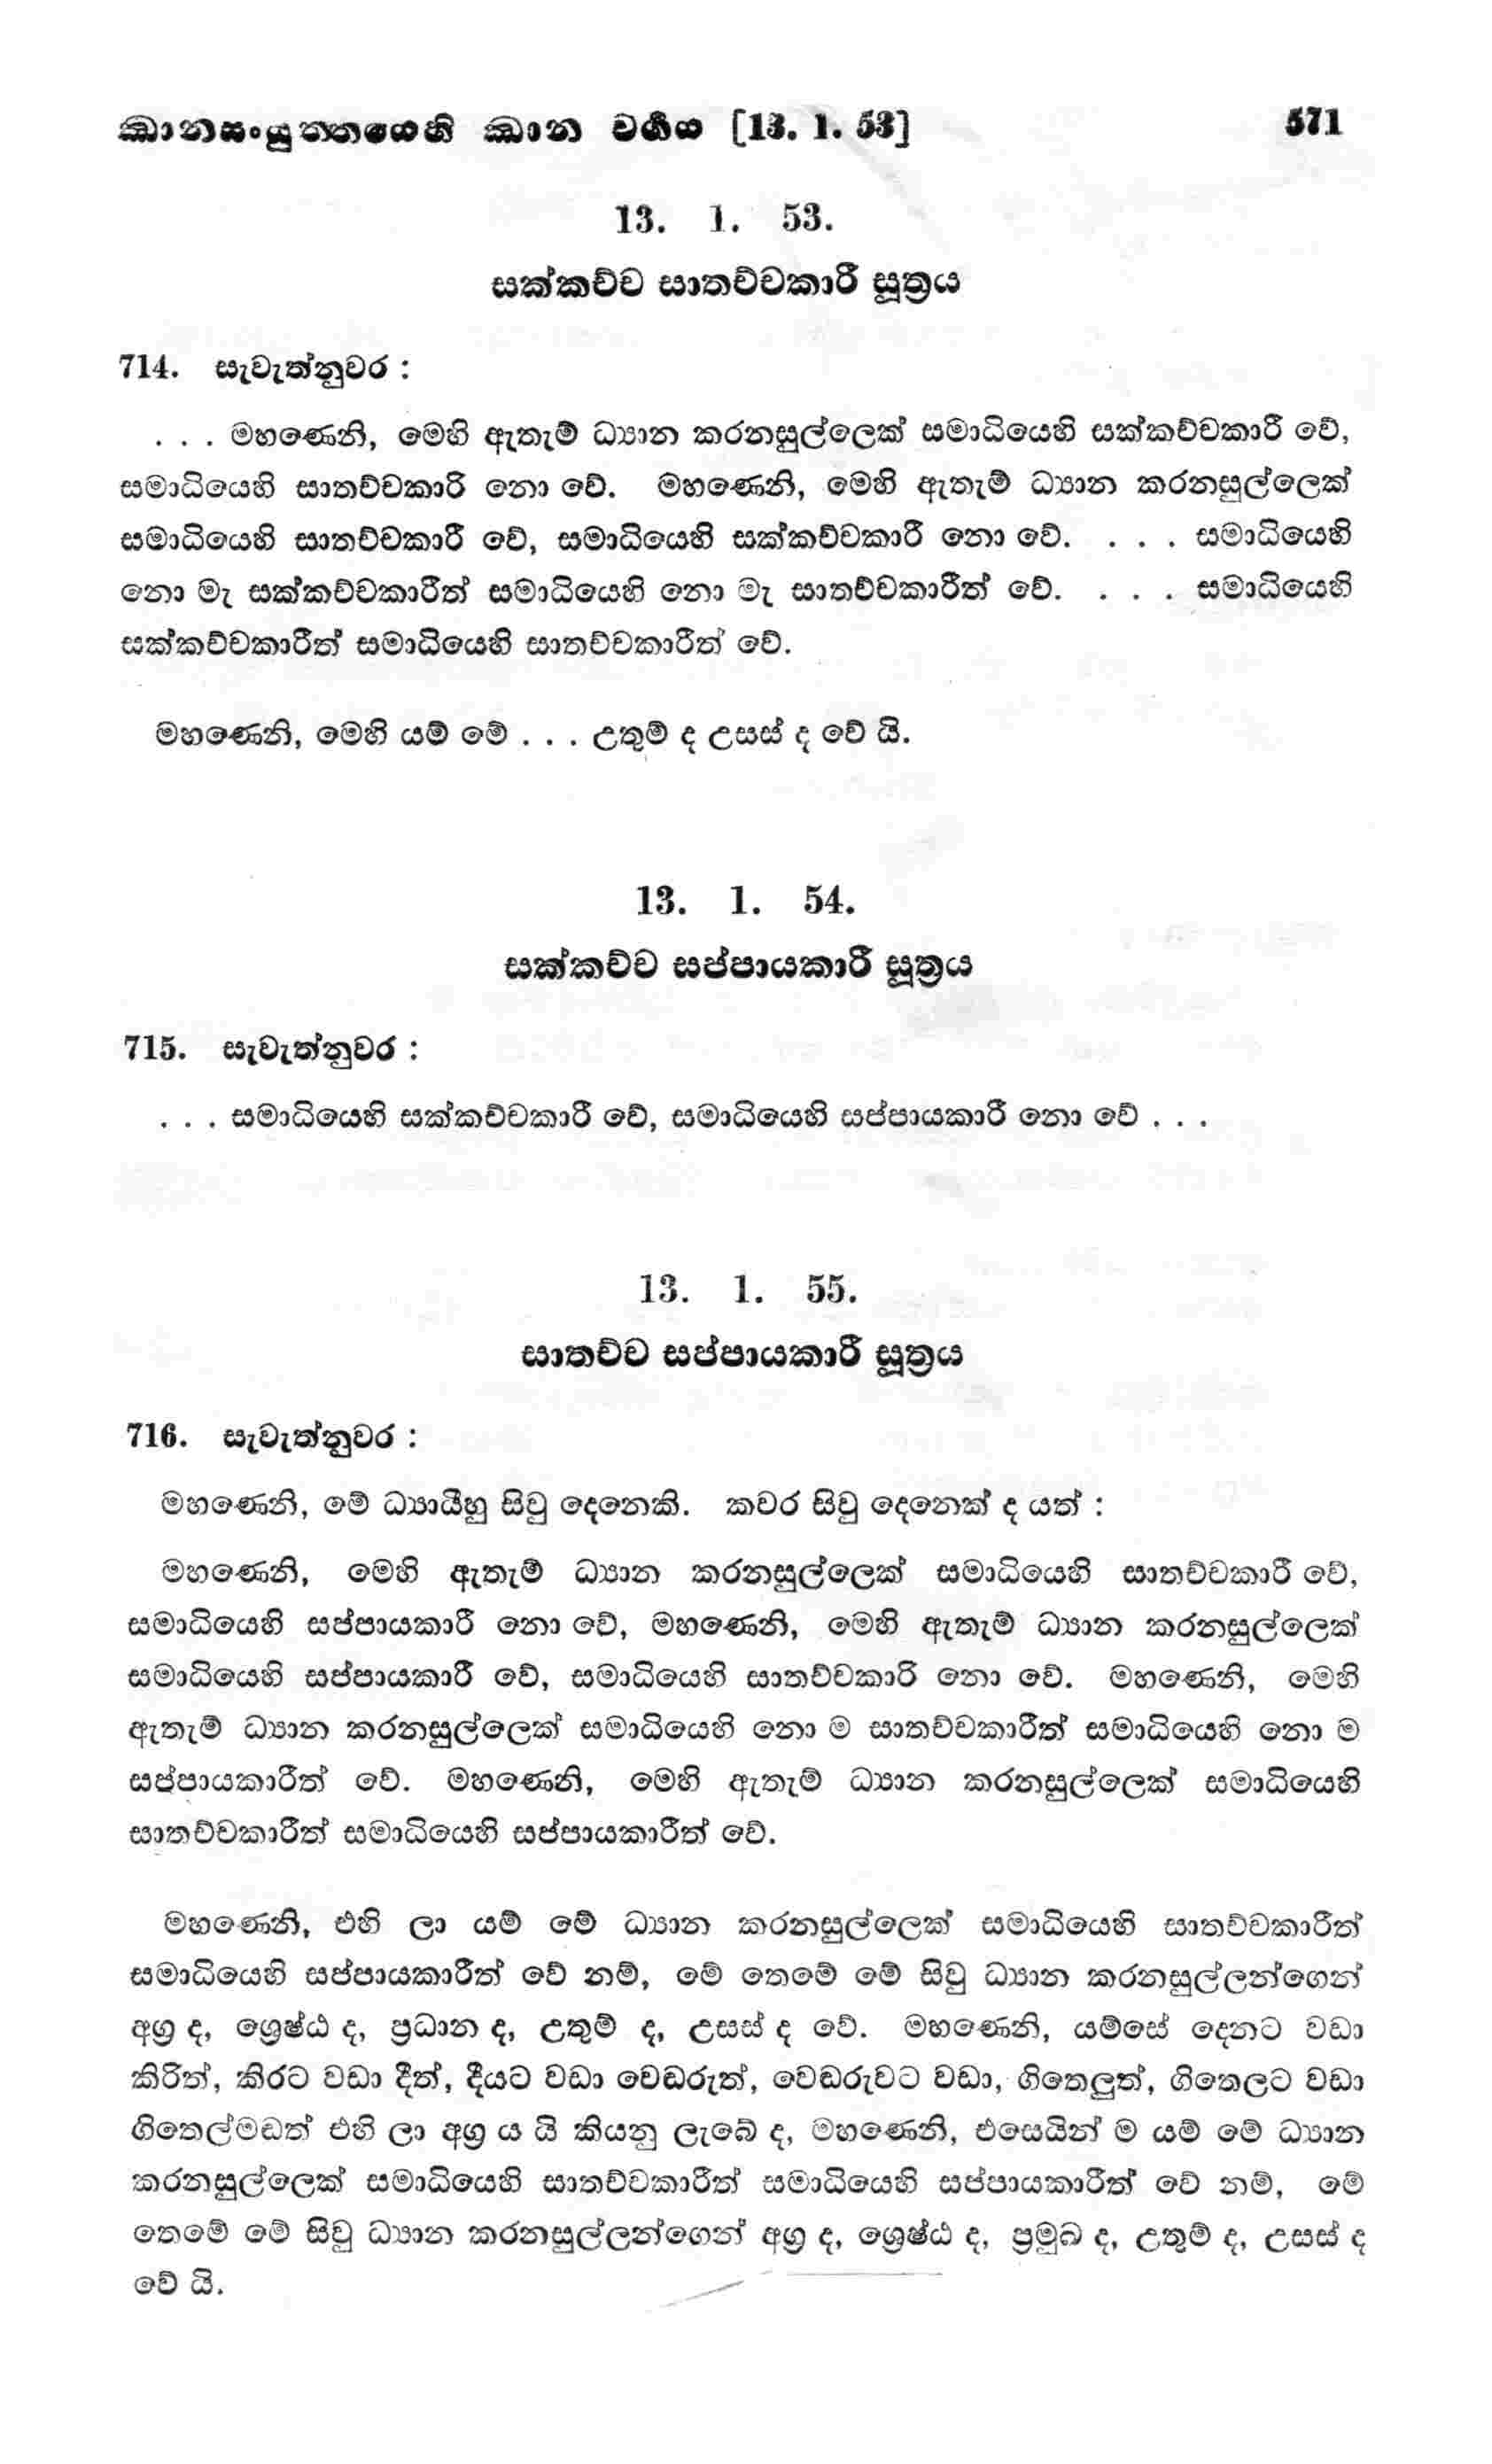 ඣානසංයුත්තයෙහි ඣාන වර්‍ගය [13. 1. 53] 571
13. 1. 53.
සක්කච්ච සාතච්චකාරී සූත්‍රය
714. සැවැත්නුවර :
. . . මහණෙනි, මෙහි ඇතැම් ධ්‍යාන කරනසුල්ලෙක් සමාධියෙහි සක්කච්චකාරී වේ,
සමාධියෙහි සාතච්චකාරි නො වේ. මහණෙනි, මෙහි ඇතැම් ධ්‍යාන කරනසුල්ලෙක්
සමාධියෙහි සාතච්චකාරී වේ, සමාධියෙහි සක්කච්චකාරී නො වේ. . . . සමාධියෙහි
නො මැ සක්කච්චකාරීත් සමාධියෙහි නො මැ සාතච්චකාරීත් වේ. . . . සමාධියෙහි
සක්කච්චකාරීත් සමාධියෙහි සාතච්චකාරීත් වේ.
මහණෙනි, මෙහි යම් මේ . . . උතුම් ද උසස් ද වේ යි.
13. 1. 54.
සක්කච්ච සප්පායකාරී සූත්‍රය
715. සැවැත්නුවර :
. . . සමාධියෙහි සක්කච්චකාරී වේ, සමාධියෙහි සප්පායකාරී නො වේ . . .
13. 1. 55.
සාතච්ච සප්පායකාරී සූත්‍රය
716. සැවැත්නුවර :
මහණෙනි, මේ ධ්‍යායීහු සිවු දෙනෙකි. කවර සිවු දෙනෙක් ද යත් :
මහණෙනි, මෙහි ඇතැම් ධ්‍යාන කරනසුල්ලෙක් සමාධියෙහි සාතච්චකාරී වේ,
සමාධියෙහි සප්පායකාරී නො වේ, මහණෙනි, මෙහි ඇතැම් ධ්‍යාන කරනසුල්ලෙක්
සමාධියෙහි සප්පායකාරී වේ, සමාධියෙහි සාතච්චකාරි නො වේ. මහණෙනි, මෙහි
ඇතැම් ධ්‍යාන කරනසුල්ලෙක් සමාධියෙහි නො ම සාතච්චකාරීත් සමාධියෙහි නො ම
සප්පායකාරීත් වේ. මහණෙනි, මෙහි ඇතැම් ධ්‍යාන කරනසුල්ලෙක් සමාධියෙහි
සාතච්චකාරීත් සමාධියෙහි සප්පායකාරීත් වේ.
මහණෙනි, එහි ලා යම් මේ ධ්‍යාන කරනසුල්ලෙක් සමාධියෙහි සාතච්චකාරීත්
සමාධියෙහි සප්පායකාරීත් වේ නම්, මේ තෙමේ මේ සිවු ධ්‍යාන කරනසුල්ලන්ගෙන්
අග්‍ර ද, ශ්‍රෙෂ්ඨ ද, ප්‍රධාන ද, උතුම් ද, උසස් ද වේ. මහණෙනි, යම්සේ දෙනට වඩා
කිරිත්, කිරට වඩා දීත්, දීයට වඩා වෙඬරුත්, වෙඬරුවට වඩා, ගිතෙලුත්, ගිතෙලට වඩා
ගිතෙල්මඬත් එහි ලා අග්‍ර ය යි කියනු ලැබේ ද, මහණෙනි, එසෙයින් ම යම් මේ ධ්‍යාන
කරනසුල්ලෙක් සමාධියෙහි සාතච්චකාරීත් සමාධියෙහි සප්පායකාරීත් වේ නම්, මේ
තෙමේ මේ සිවු ධ්‍යාන කරනසුල්ලන්ගෙන් අග්‍ර ද, ශ්‍රෙෂ්ඨ ද, ප්‍රමුඛ ද, උතුම් ද, උසස් ද
වේ යි.